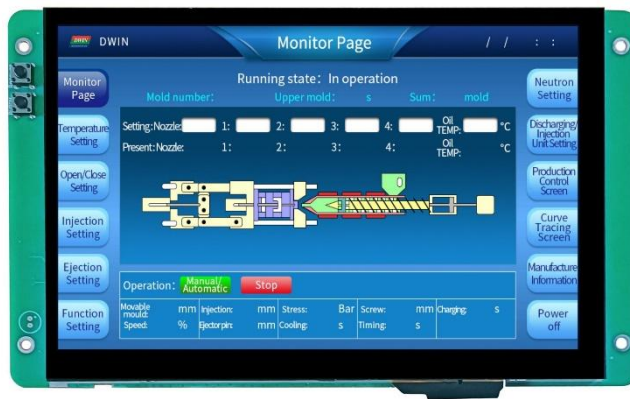 DWIN DWIN Monitor Page / / : :
Running state: In operation
Mold number: Upper mold: s Sum: mold
Monitor Page
Temperature Setting
Open/Close Setting
Injection Setting
Ejection Setting
Function Setting
Setting: Nozzle: 1: 2: 3: 4: Oil TEMP: °C
Present: Nozzle: 1: 2: 3: 4: Oil TEMP: °C
Operation: Manual/Automatic Stop
Movable mould: mm Injection: mm Stress: Bar Screw: mm Charging: s
Speed: % Ejector pin: mm Cooling: s Timing: s
Neutron Setting
Discharging/Injection Unit Setting
Production Control Screen
Curve Tracing Screen
Manufacture Information
Power off